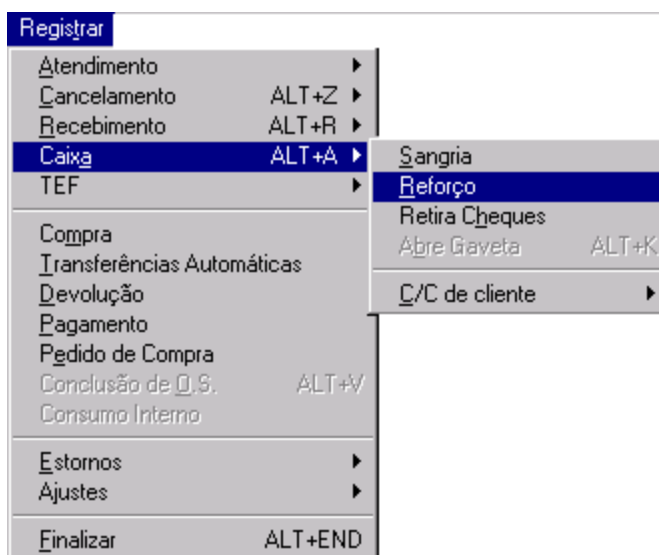 Registrar
Atendimento
Cancelamento ALT+Z
Recebimento ALT+R
Caixa ALT+A
TEF
Compra
Transferências Automáticas
Devolução
Pagamento
Pedido de Compra
Conclusão de O.S. ALT+V
Consumo Interno
Estornos
Ajustes
Finalizar ALT+END
Sangria
Reforço
Retira Cheques
Abre Gaveta ALT+K
C/C de cliente